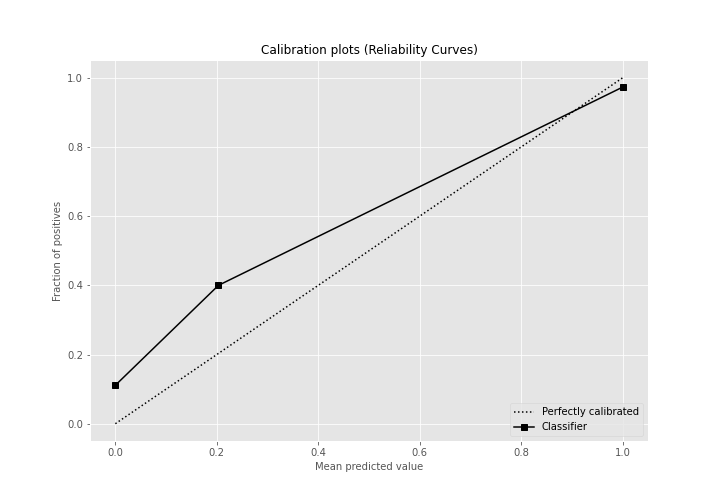 Calibration plots (Reliability Curves)
Fraction of positives
1.0
0.8
0.6
0.4
0.2
0.0
0.0 0.2 0.4 0.6 0.8 1.0
Mean predicted value
Perfectly calibrated
Classifier